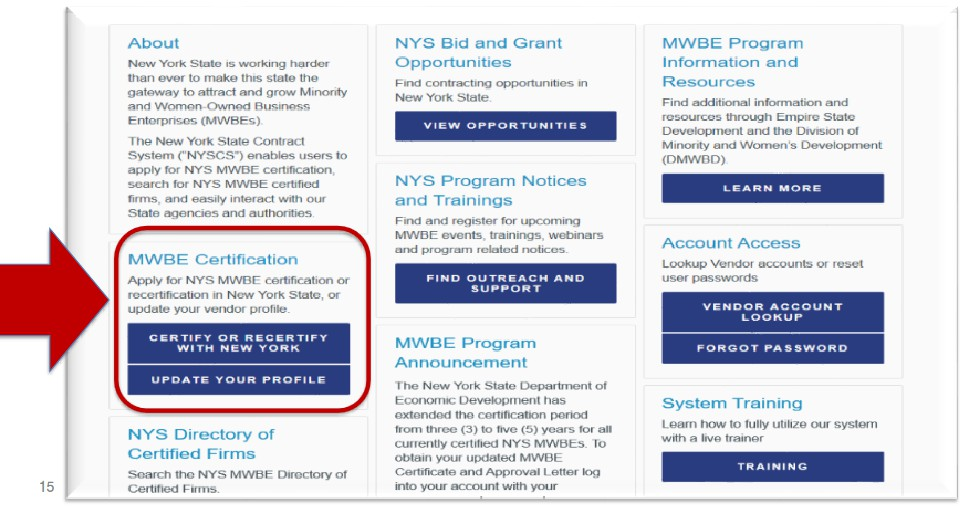 About
New York State is working harder
than ever to make this state the
gateway to attract and grow Minority
and Women-Owned Business
Enterprises (MWBEs).
The New York State Contract
System ("NYSCS") enables users to
apply for NYS MWBE certification,
search for NYS MWBE certified
firms, and easily interact with our
State agencies and authorities.
MWBE Certification
Apply for NYS MWBE certification or
recertification in New York State, or
update your vendor profile.
CERTIFY OR RECERTIFY
WITH NEW YORK
UPDATE YOUR PROFILE
NYS Directory of
Certified Firms
Search the NYS MWBE Directory of
Certified Firms.
NYS Bid and Grant
Opportunities
Find contracting opportunities in
New York State.
VIEW OPPORTUNITIES
NYS Program Notices
and Trainings
Find and register for upcoming
MWBE events, trainings, webinars
and program related notices.
FIND OUTREACH AND
SUPPORT
MWBE Program
Announcement
The New York State Department of
Economic Development has
extended the certification period
from three (3) to five (5) years for all
currently certified NYS MWBEs. To
obtain your updated MWBE
Certificate and Approval Letter log
into your account with your
MWBE Program
Information and
Resources
Find additional information and
resources through Empire State
Development and the Division of
Minority and Women's Development
(DMWBD).
LEARN MORE
Account Access
Lookup Vendor accounts or reset
user passwords
VENDOR ACCOUNT
LOOKUP
FORGOT PASSWORD
System Training
Learn how to fully utilize our system
with a live trainer
TRAINING
15